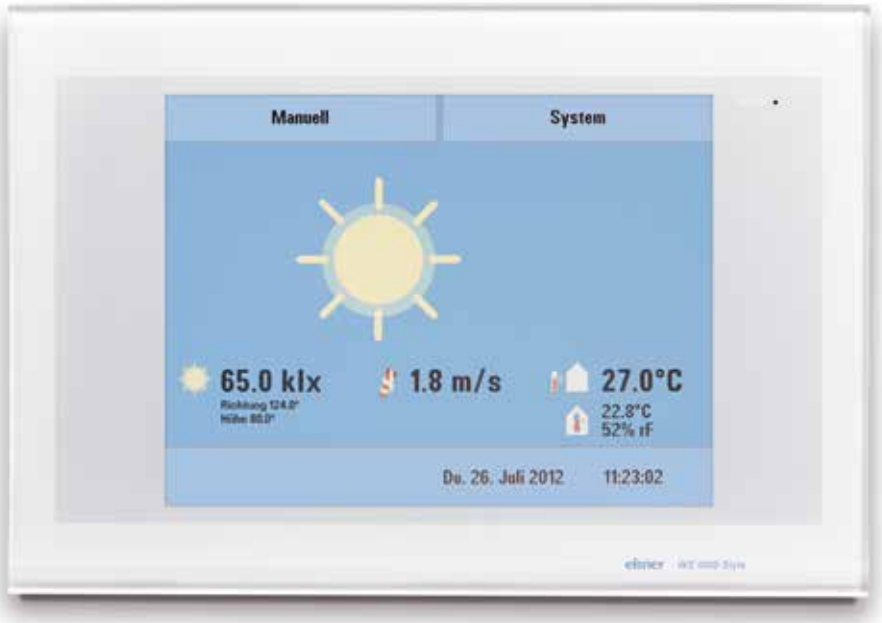 Manuell
System
65.0 klx
1.8 m/s
27.0°C
Richtung 124.0°
Höhe: 80.0°
22.8°C
52% rF
Do. 26. Juli 2012
11:23:02
elsner
Style